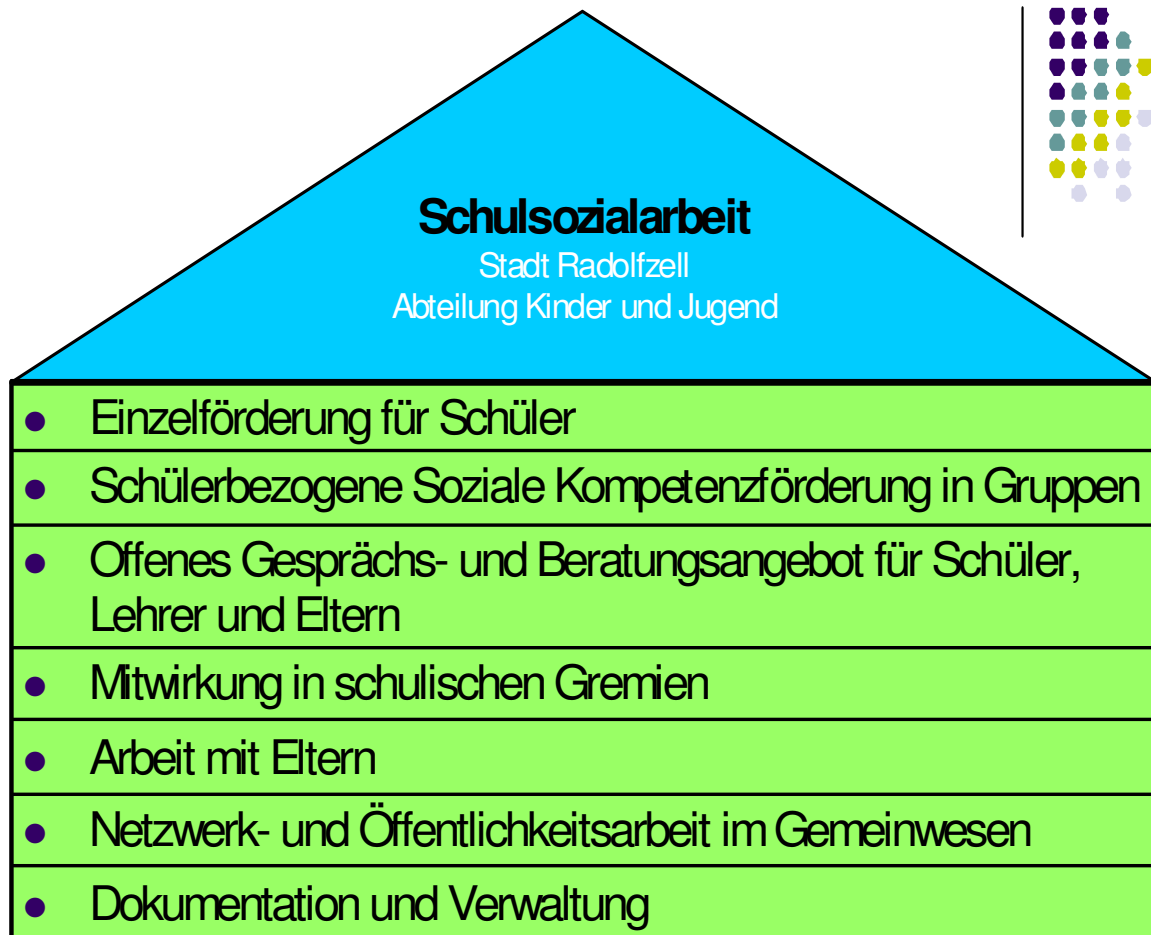 Schulsozialarbeit
Stadt Radolfzell
Abteilung Kinder und Jugend
● Einzelförderung für Schüler
● Schülerbezogene Soziale Kompetenzförderung in Gruppen
● Offenes Gesprächs- und Beratungsangebot für Schüler,
Lehrer und Eltern
● Mitwirkung in schulischen Gremien
● Arbeit mit Eltern
● Netzwerk- und Öffentlichkeitsarbeit im Gemeinwesen
● Dokumentation und Verwaltung